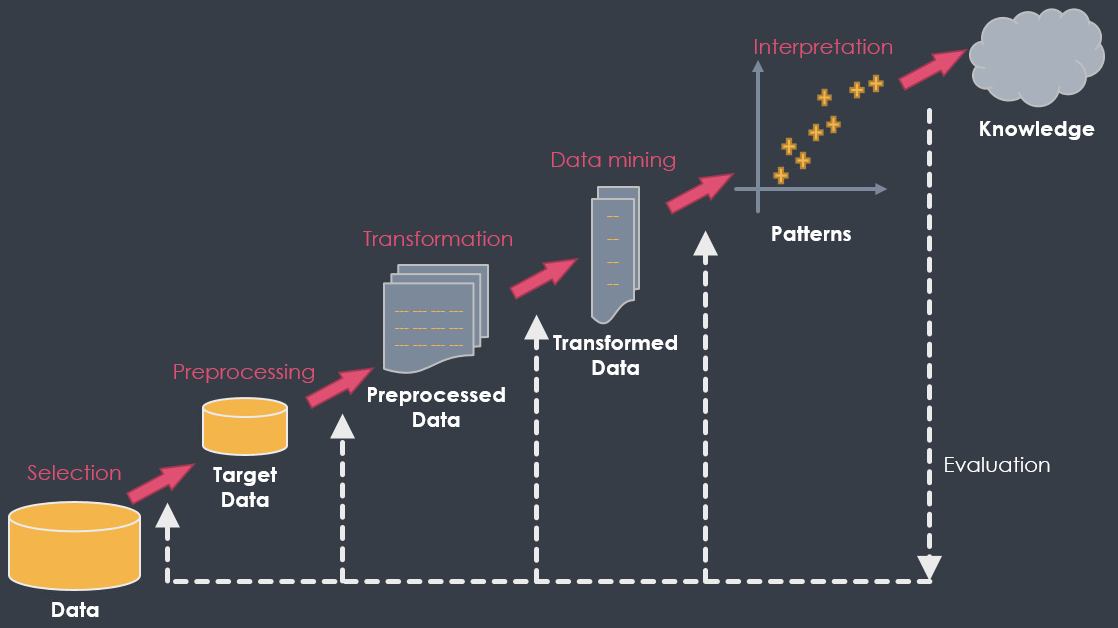 Interpretation
Knowledge
Data mining
Patterns
Transformation
Transformed
Data
Preprocessing
Preprocessed
Data
Selection
Target
Data
Evaluation
Data